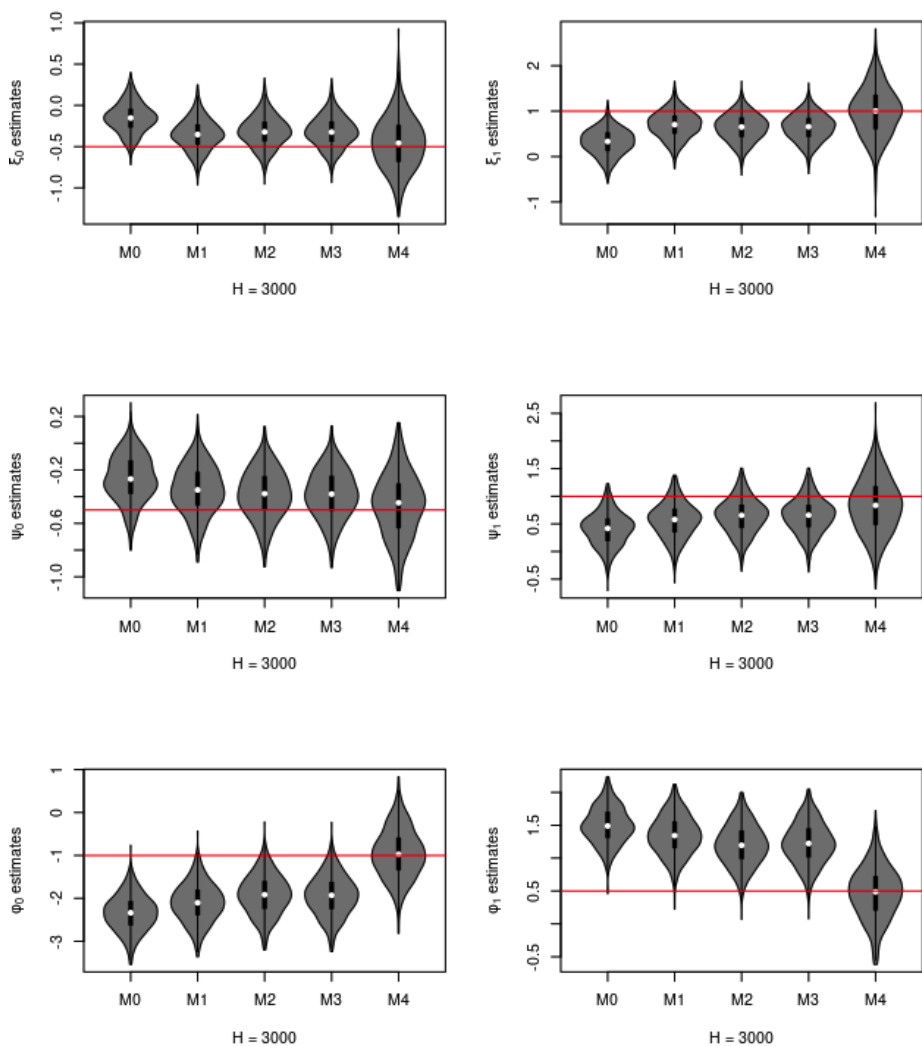 ξ0 estimates
1.0
0.5
0.0
-0.5
-1.0
M0 M1 M2 M3 M4
H = 3000
ξ1 estimates
2
1
0
-1
M0 M1 M2 M3 M4
H = 3000
ψ0 estimates
0.2
-0.2
-0.6
-1.0
M0 M1 M2 M3 M4
H = 3000
ψ1 estimates
2.5
1.5
0.5
-0.5
M0 M1 M2 M3 M4
H = 3000
φ0 estimates
1
0
-1
-2
-3
M0 M1 M2 M3 M4
H = 3000
φ1 estimates
1.5
0.5
-0.5
M0 M1 M2 M3 M4
H = 3000